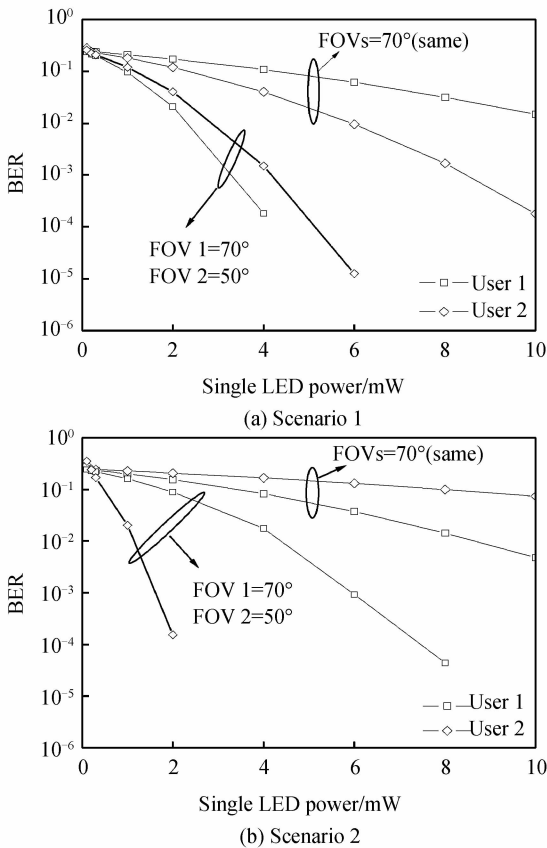 10⁰
10⁻¹
10⁻²
10⁻³
10⁻⁴
10⁻⁵
10⁻⁶
BER
FOVs=70°(same)
FOV 1=70°
FOV 2=50°
User 1
User 2
0 2 4 6 8 10
Single LED power/mW
(a) Scenario 1
10⁰
10⁻¹
10⁻²
10⁻³
10⁻⁴
10⁻⁵
10⁻⁶
BER
FOVs=70°(same)
FOV 1=70°
FOV 2=50°
User 1
User 2
0 2 4 6 8 10
Single LED power/mW
(b) Scenario 2